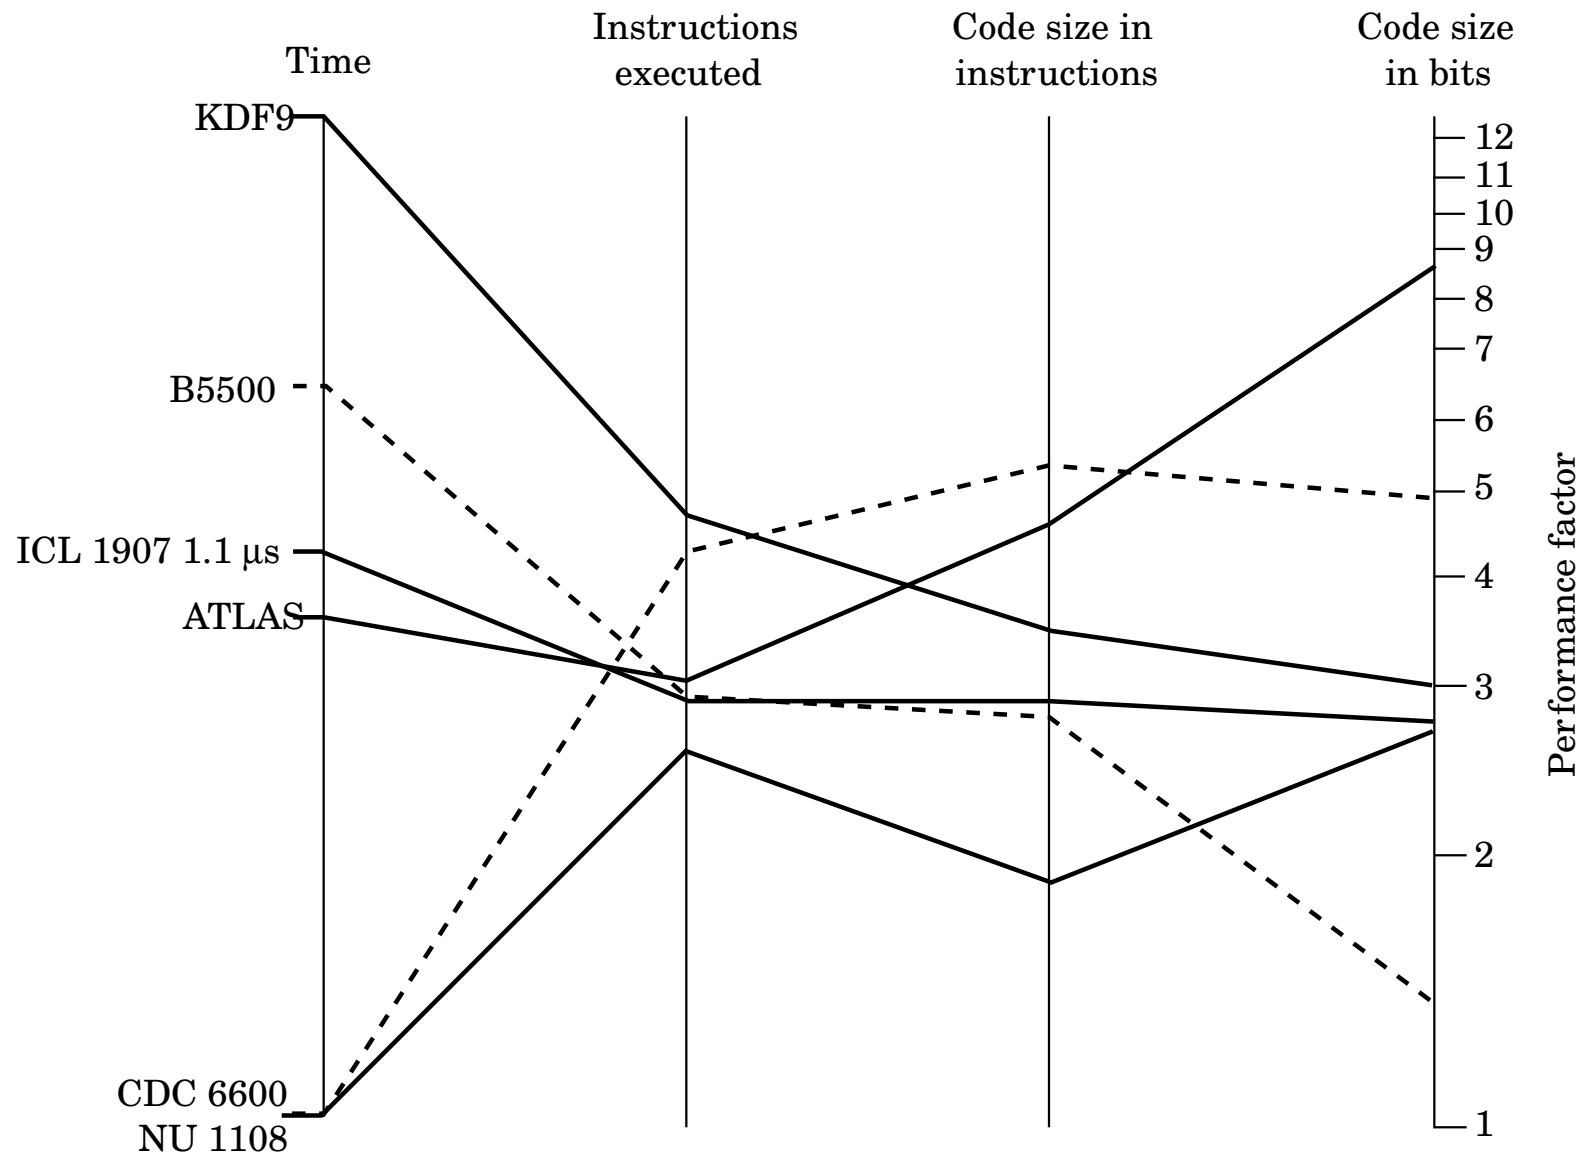 Time
Instructions
executed
Code size in
instructions
Code size
in bits
KDF9
B5500
ICL 1907 1.1 µs
ATLAS
CDC 6600
NU 1108
12
11
10
9
8
7
6
5
4
3
2
1
Performance factor